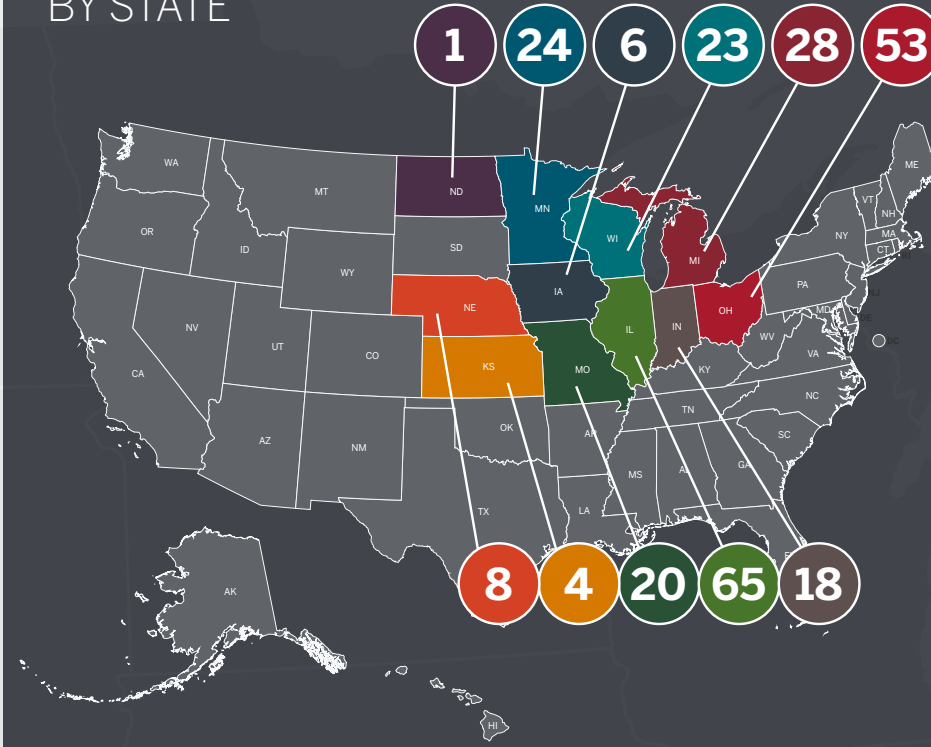 BY STATE
1 24 6 23 28 53
WA
MT
ND
MN
ME
OR
ID
SD
WI
MI
VT
NH
NY
MA
CT
WY
NE
IA
PA
NJ
NV
UT
CO
KS
MO
IL
IN
OH
MD
DE
DC
WV
VA
KY
CA
AZ
NM
OK
AR
TN
NC
SC
MS
AL
GA
TX
LA
AK
HI
8 4 20 65 18